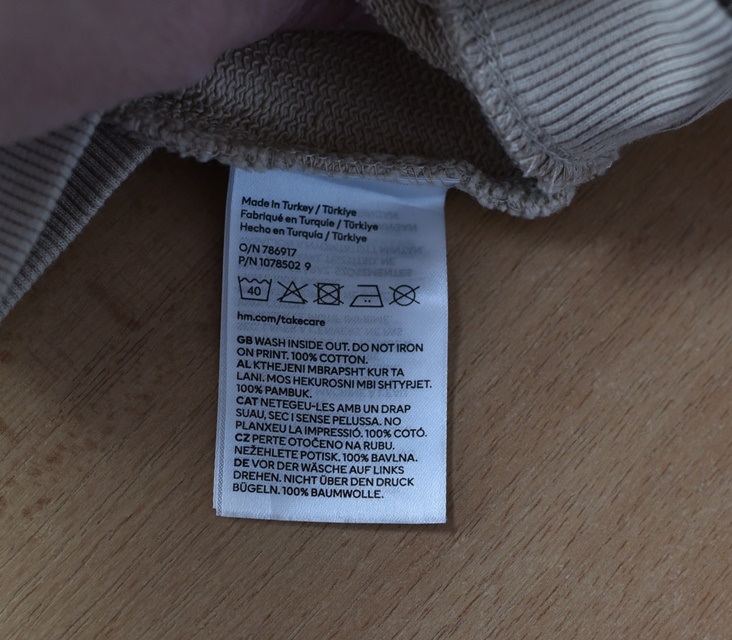 Made in Turkey / Türkiye
Fabriqué en Turquie / Türkiye
Hecho en Turquía / Türkiye
O/N 786917
P/N 1078502 9
40
hm.com/takecare
GB WASH INSIDE OUT. DO NOT IRON
ON PRINT. 100% COTTON.
AL KTHEJENI MBRAPSHT KUR TA
LANI. MOS HEKUROSNI MBI SHTYPJET.
100% PAMBUK.
CAT NETEGEU-LES AMB UN DRAP
SUAU, SEC I SENSE PELUSSA. NO
PLANXEU LA IMPRESSIÓ. 100% COTÓ.
CZ PERTE OTOČENO NA RUBU.
NEŽEHLETE POTISK. 100% BAVLNA.
DE VOR DER WÄSCHE AUF LINKS
DREHEN. NICHT ÜBER DEN DRUCK
BÜGELN. 100% BAUMWOLLE.